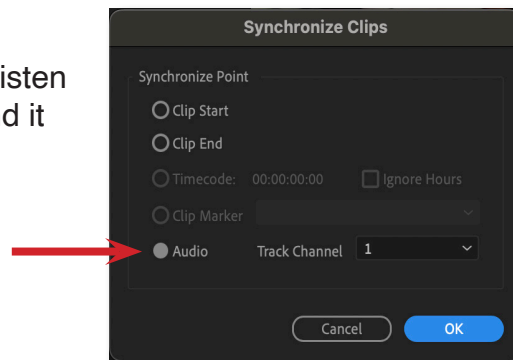 Synchronize Clips
isten
d it
Synchronize Point
Clip Start
Clip End
Timecode: 00:00:00:00 Ignore Hours
Clip Marker
Audio Track Channel 1
Cancel OK